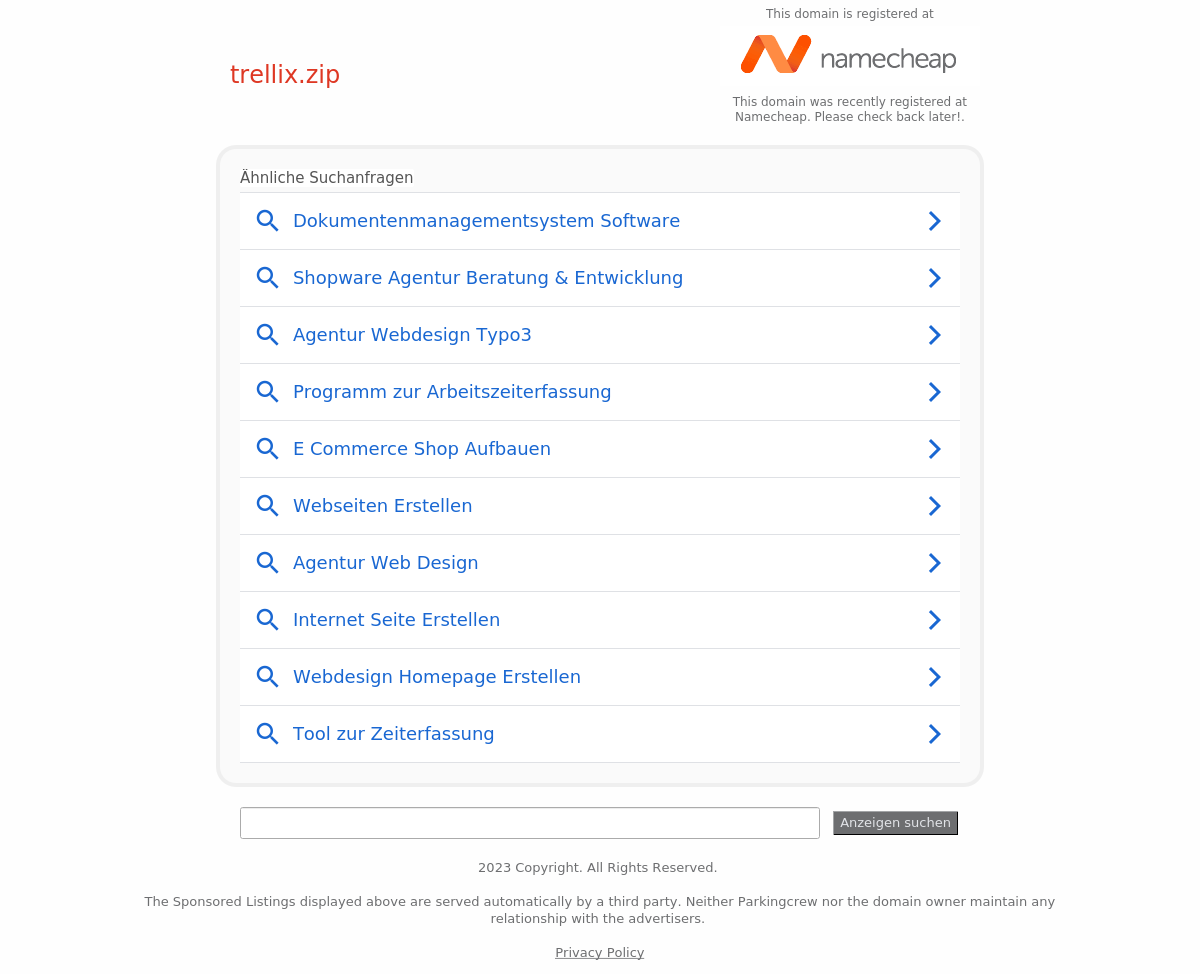 This domain is registered at
namecheap
trellix.zip
This domain was recently registered at
Namecheap. Please check back later!.
Ähnliche Suchanfragen
Dokumentenmanagementsystem Software
Shopware Agentur Beratung & Entwicklung
Agentur Webdesign Typo3
Programm zur Arbeitszeiterfassung
E Commerce Shop Aufbauen
Webseiten Erstellen
Agentur Web Design
Internet Seite Erstellen
Webdesign Homepage Erstellen
Tool zur Zeiterfassung
Anzeigen suchen
2023 Copyright. All Rights Reserved.
The Sponsored Listings displayed above are served automatically by a third party. Neither Parkingcrew nor the domain owner maintain any
relationship with the advertisers.
Privacy Policy